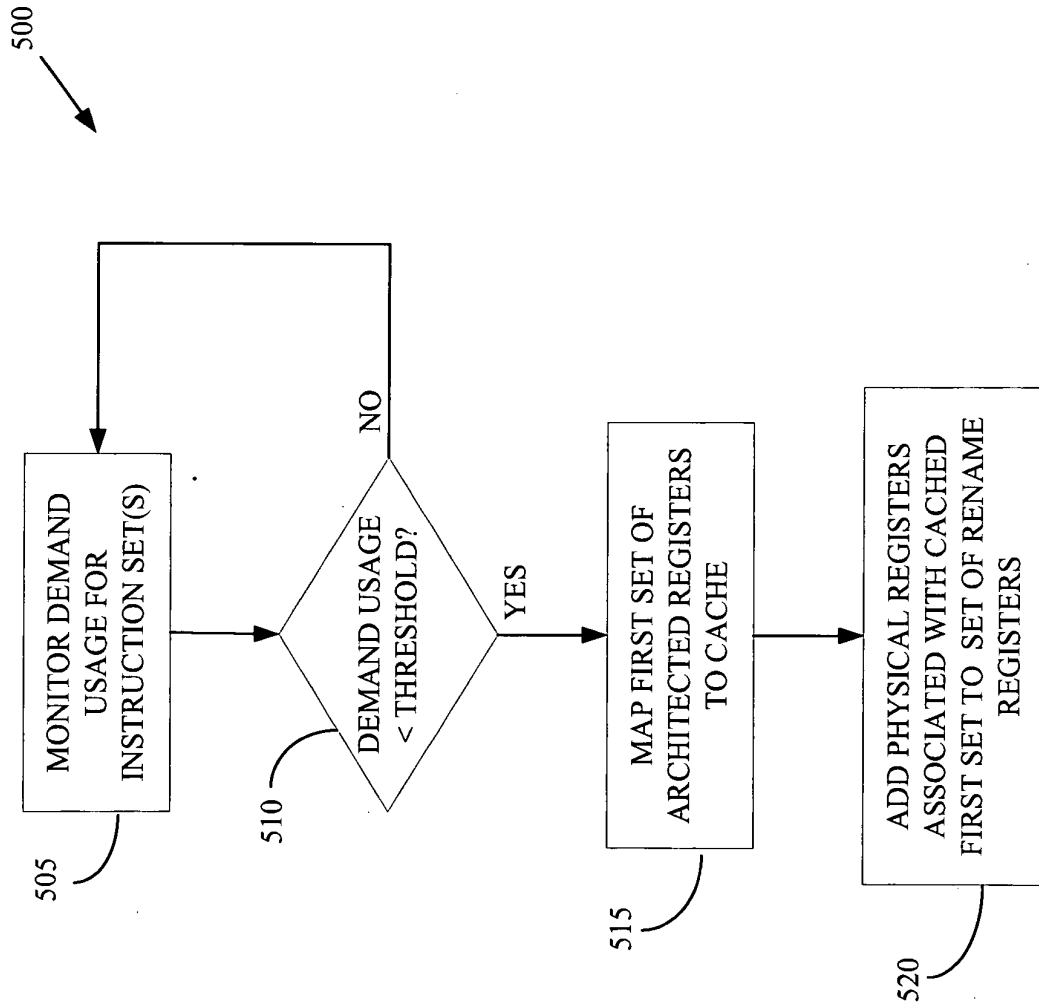 500
MONITOR DEMAND
USAGE FOR
INSTRUCTION SET(S)
505
DEMAND USAGE
< THRESHOLD?
510
NO
YES
MAP FIRST SET OF
ARCHITECTED REGISTERS
TO CACHE
515
ADD PHYSICAL REGISTERS
ASSOCIATED WITH CACHED
FIRST SET TO SET OF RENAME
REGISTERS
520